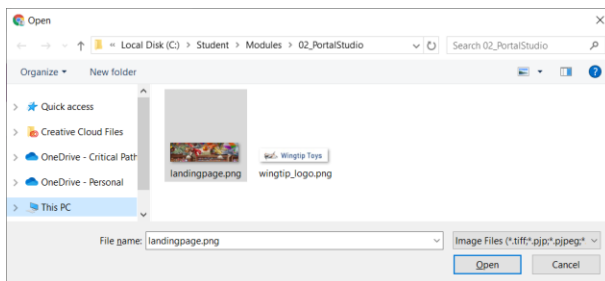 Open
« Local Disk (C:) > Student > Modules > 02_PortalStudio
Search 02_PortalStudio
Organize
New folder
Quick access
Creative Cloud Files
OneDrive - Critical Path
OneDrive - Personal
This PC
landingpage.png
Wingtip Toys
wingtip_logo.png
File name:
landingpage.png
Image Files (*.tiff;*.pjp;*.pjpeg;*
Open
Cancel